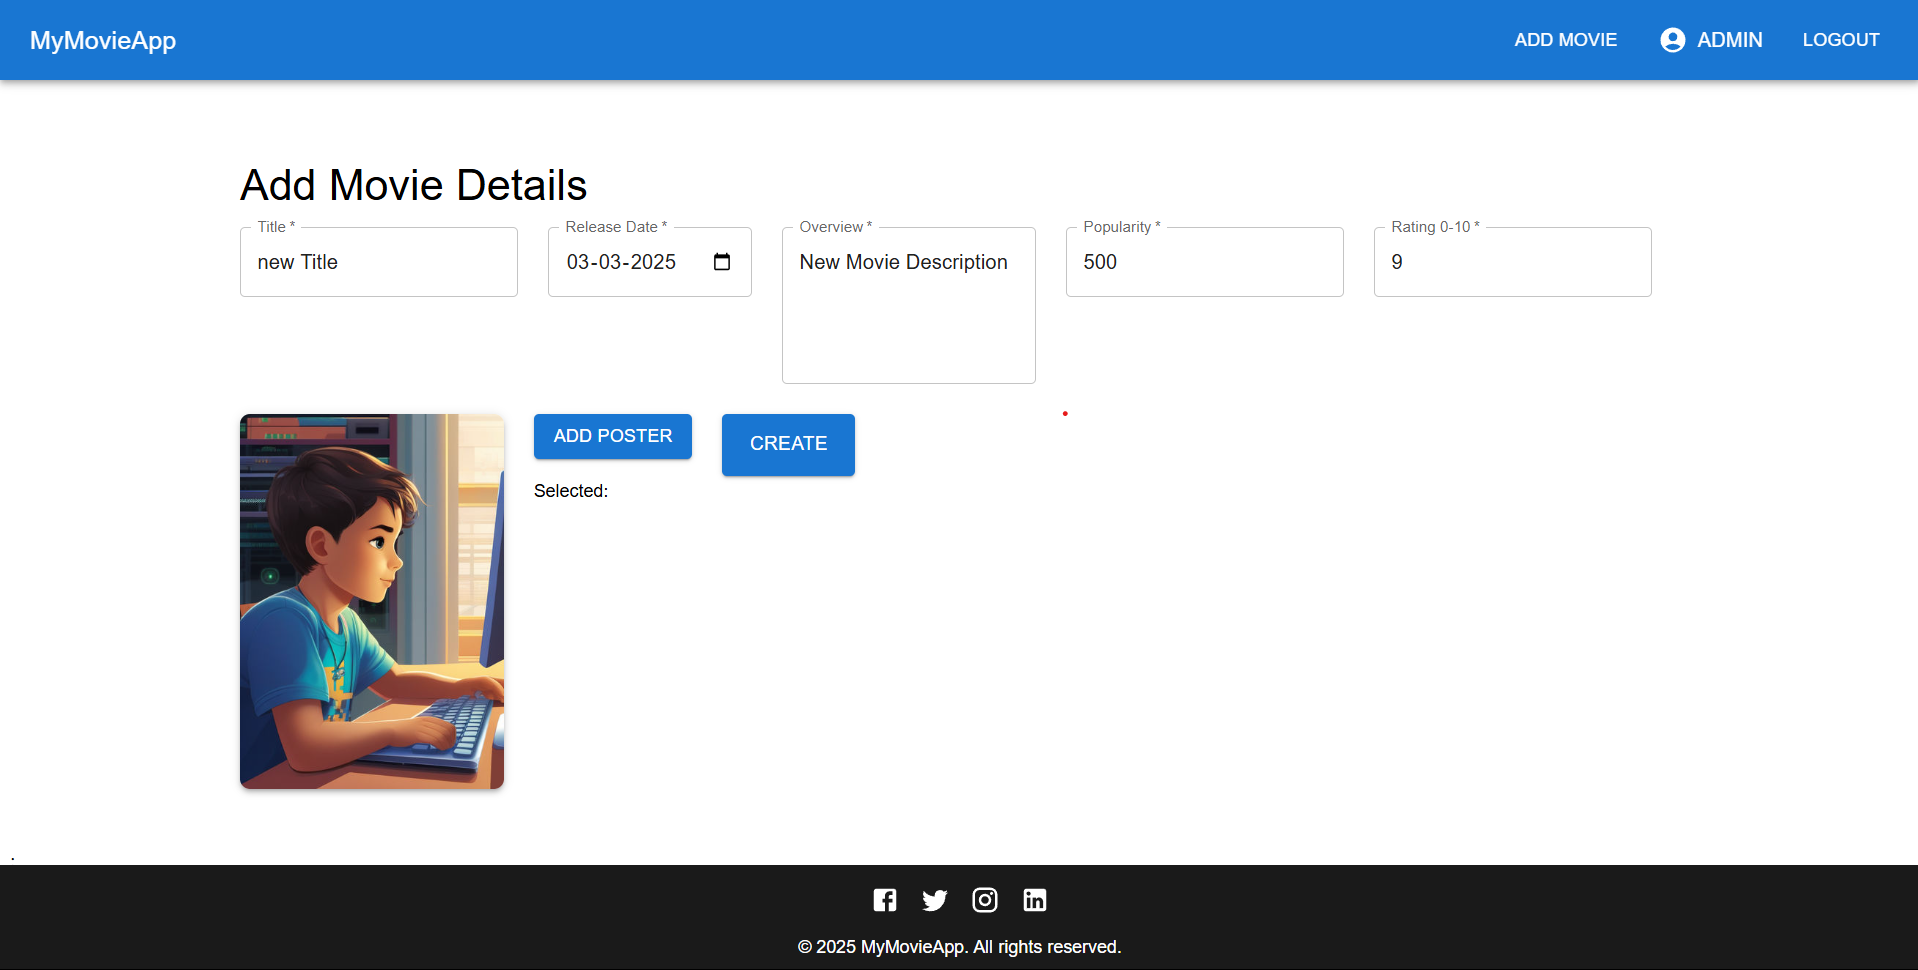 MyMovieApp
ADD MOVIE
ADMIN
LOGOUT
Add Movie Details
Title *
new Title
Release Date *
03-03-2025
Overview *
New Movie Description
Popularity *
500
Rating 0-10 *
9
ADD POSTER
CREATE
Selected:
.
© 2025 MyMovieApp. All rights reserved.